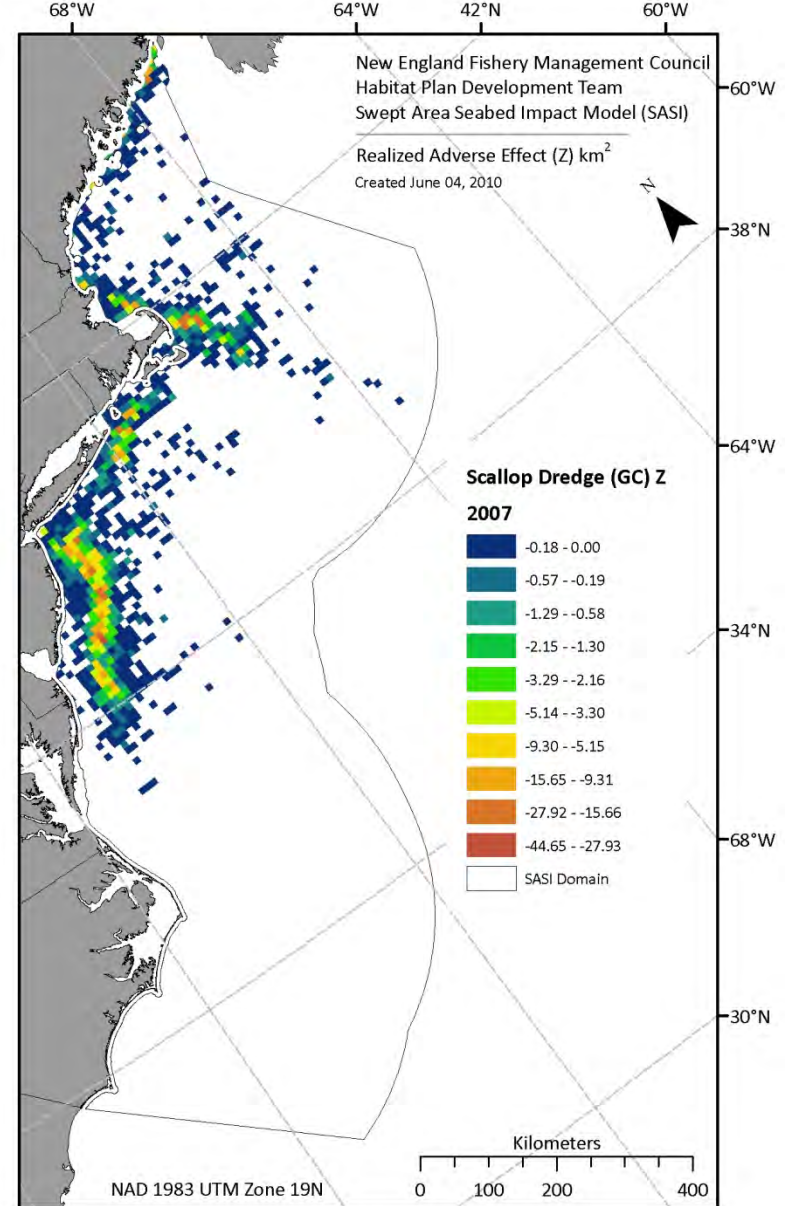 68°W 64°W 42°N 60°W
New England Fishery Management Council
Habitat Plan Development Team
Swept Area Seabed Impact Model (SASI)
Realized Adverse Effect (Z) km²
Created June 04, 2010
N
60°W
38°N
64°W
34°N
68°W
30°N
Scallop Dredge (GC) Z
2007
-0.18 - 0.00
-0.57 - -0.19
-1.29 - -0.58
-2.15 - -1.30
-3.29 - -2.16
-5.14 - -3.30
-9.30 - -5.15
-15.65 - -9.31
-27.92 - -15.66
-44.65 - -27.93
SASI Domain
Kilometers
0 100 200 400
NAD 1983 UTM Zone 19N